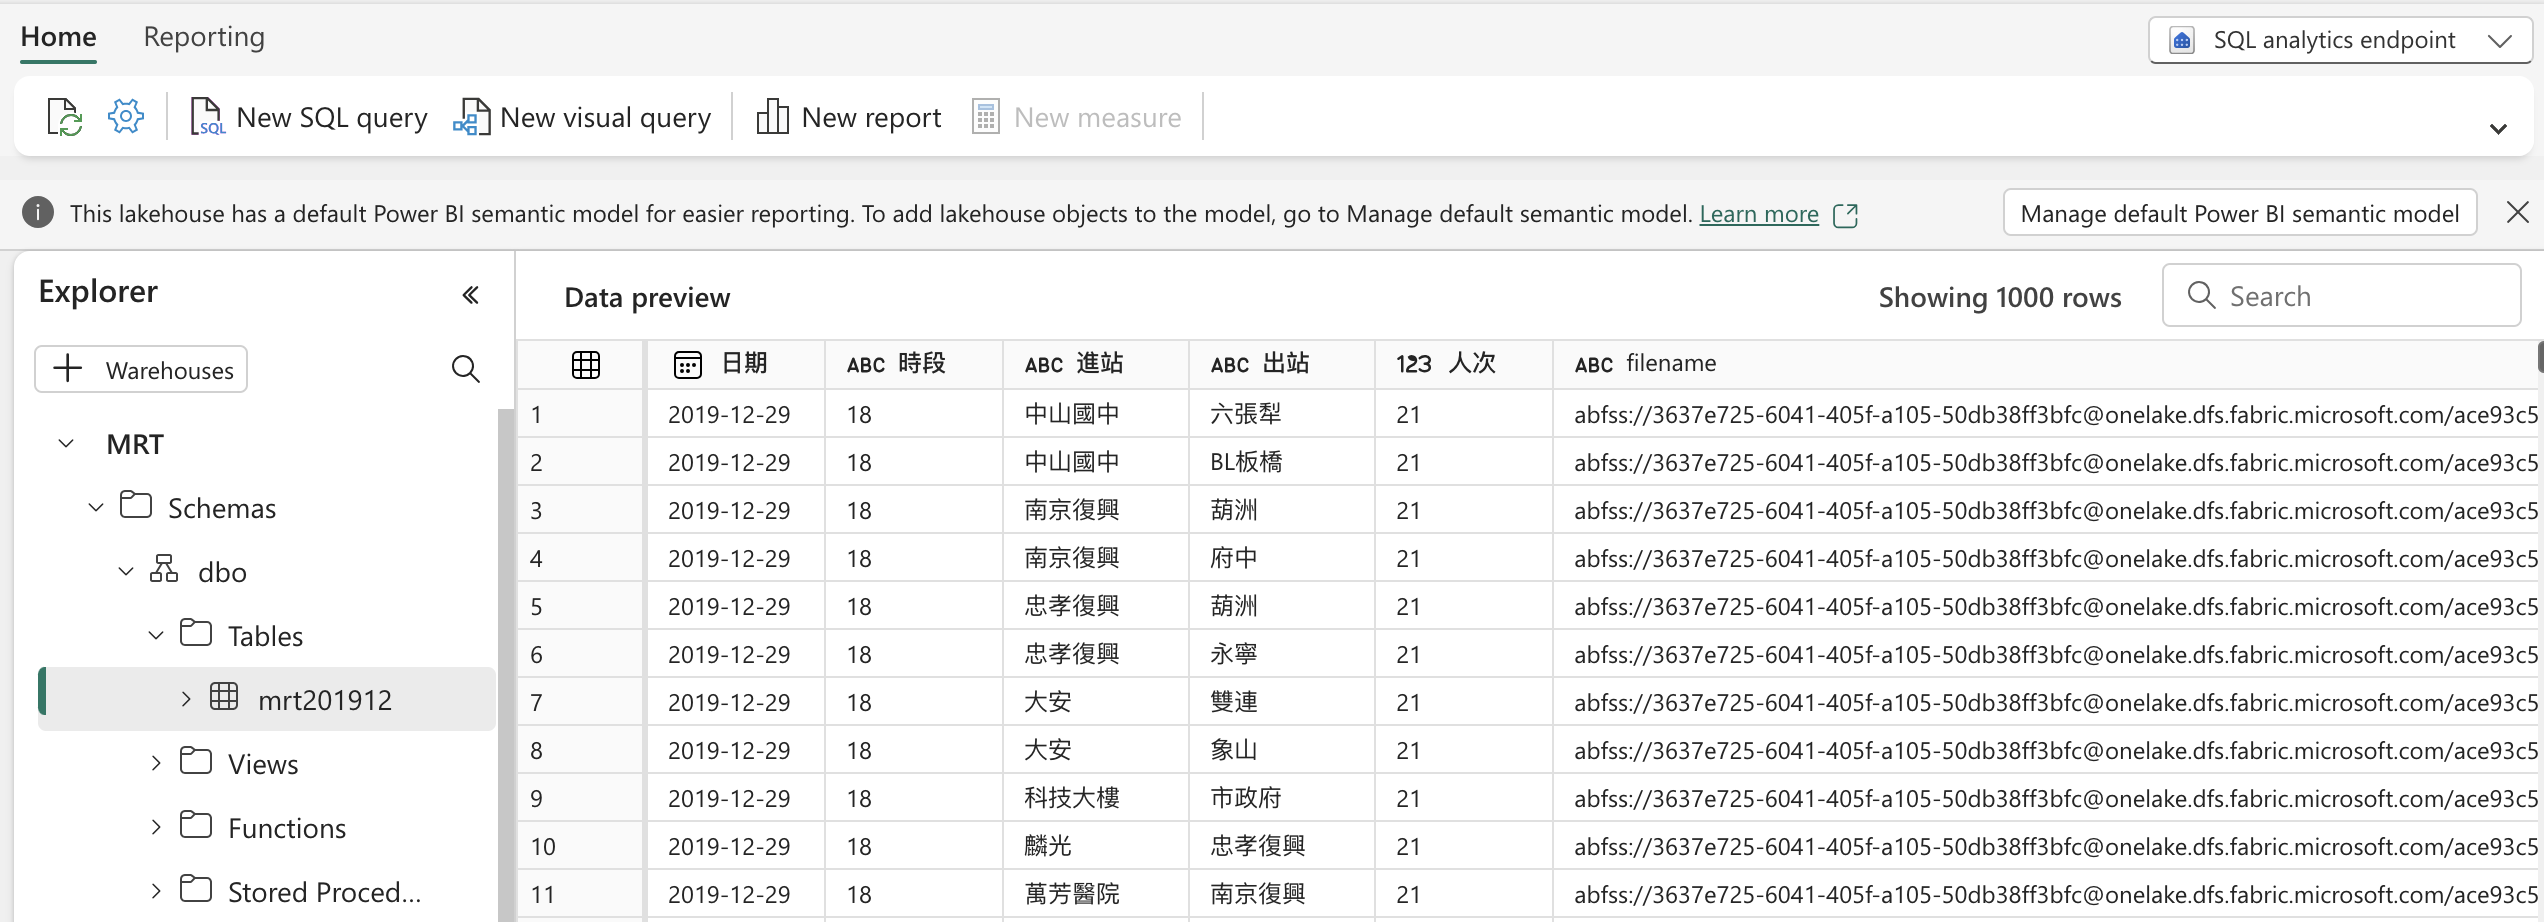 Home Reporting SQL analytics endpoint
SQL New SQL query New visual query New report New measure
This lakehouse has a default Power BI semantic model for easier reporting. To add lakehouse objects to the model, go to Manage default semantic model. Learn more Manage default Power BI semantic model
Explorer
Warehouses
MRT
Schemas
dbo
Tables
mrt201912
Views
Functions
Stored Proced...
Data preview Showing 1000 rows Search
日期 ABC 時段 ABC 進站 ABC 出站 123 人次 ABC filename
1 2019-12-29 18 中山國中 六張犁 21 abfss://3637e725-6041-405f-a105-50db38ff3bfc@onelake.dfs.fabric.microsoft.com/ace93c5
2 2019-12-29 18 中山國中 BL板橋 21 abfss://3637e725-6041-405f-a105-50db38ff3bfc@onelake.dfs.fabric.microsoft.com/ace93c5
3 2019-12-29 18 南京復興 葫洲 21 abfss://3637e725-6041-405f-a105-50db38ff3bfc@onelake.dfs.fabric.microsoft.com/ace93c5
4 2019-12-29 18 南京復興 府中 21 abfss://3637e725-6041-405f-a105-50db38ff3bfc@onelake.dfs.fabric.microsoft.com/ace93c5
5 2019-12-29 18 忠孝復興 葫洲 21 abfss://3637e725-6041-405f-a105-50db38ff3bfc@onelake.dfs.fabric.microsoft.com/ace93c5
6 2019-12-29 18 忠孝復興 永寧 21 abfss://3637e725-6041-405f-a105-50db38ff3bfc@onelake.dfs.fabric.microsoft.com/ace93c5
7 2019-12-29 18 大安 雙連 21 abfss://3637e725-6041-405f-a105-50db38ff3bfc@onelake.dfs.fabric.microsoft.com/ace93c5
8 2019-12-29 18 大安 象山 21 abfss://3637e725-6041-405f-a105-50db38ff3bfc@onelake.dfs.fabric.microsoft.com/ace93c5
9 2019-12-29 18 科技大樓 市政府 21 abfss://3637e725-6041-405f-a105-50db38ff3bfc@onelake.dfs.fabric.microsoft.com/ace93c5
10 2019-12-29 18 麟光 忠孝復興 21 abfss://3637e725-6041-405f-a105-50db38ff3bfc@onelake.dfs.fabric.microsoft.com/ace93c5
11 2019-12-29 18 萬芳醫院 南京復興 21 abfss://3637e725-6041-405f-a105-50db38ff3bfc@onelake.dfs.fabric.microsoft.com/ace93c5